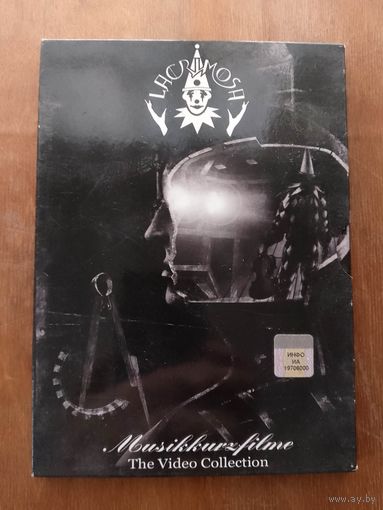 LACRIMOSA
ИНФО
ИА
19706000
Musikkurzfilme
The Video Collection
www.ay.by